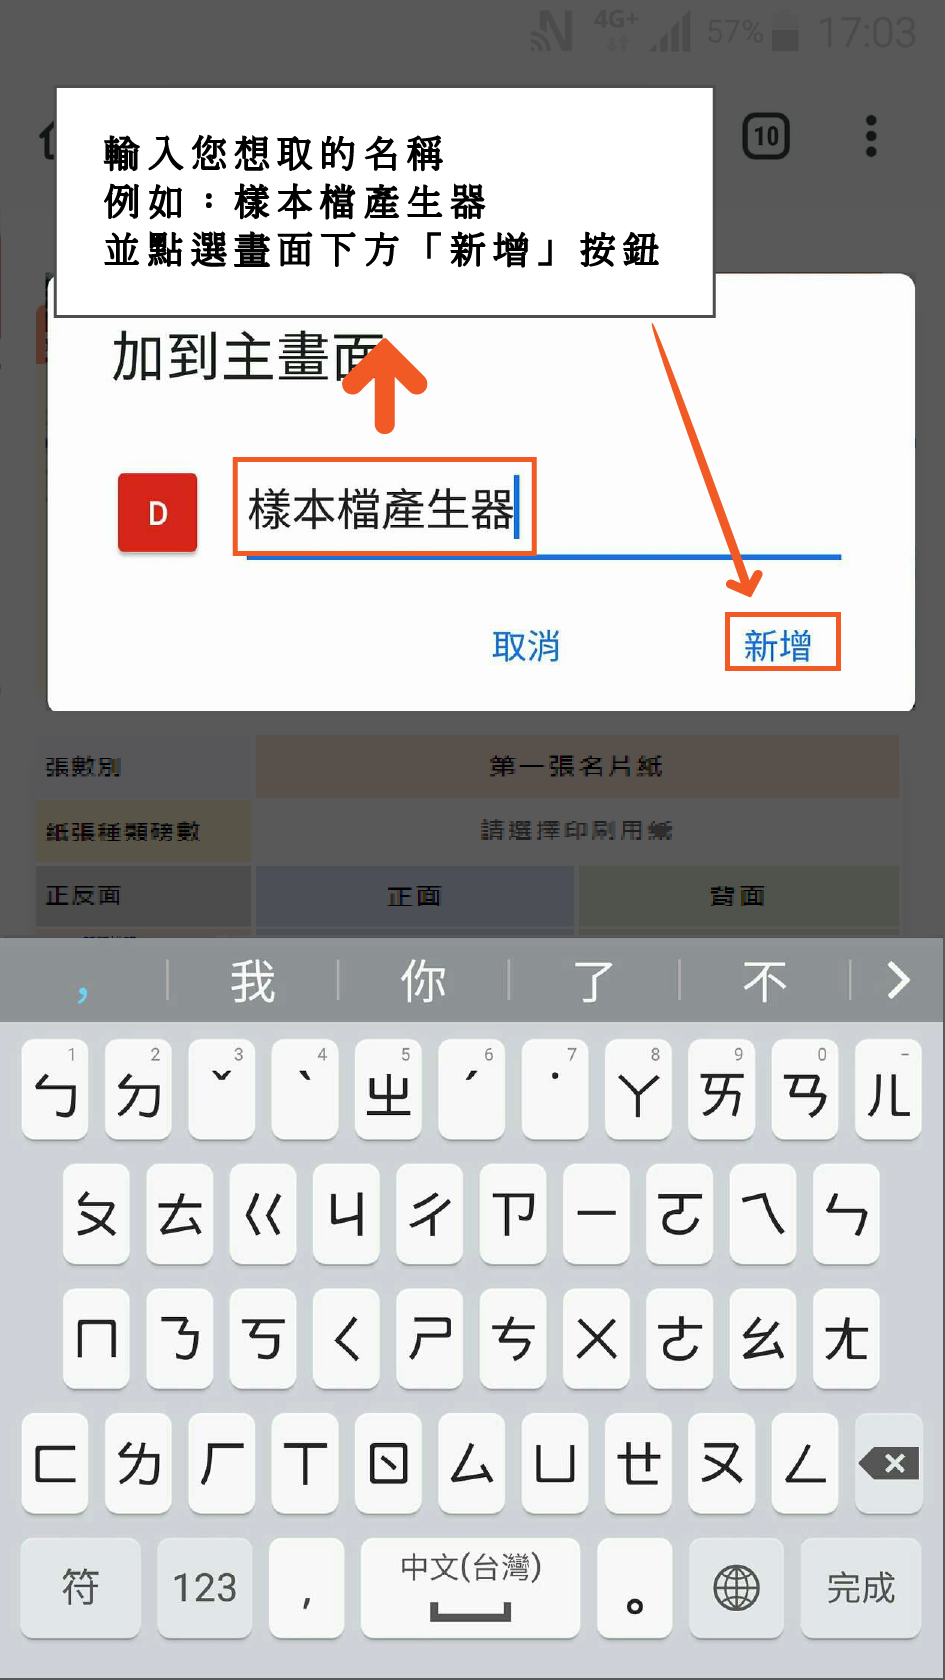 4G+ 57% 17:03
10
輸入您想取的名稱
例如：樣本檔產生器
並點選畫面下方「新增」按鈕
加到主畫面
D 樣本檔產生器
取消 新增
張數別 第一張名片紙
紙張種類磅數 請選擇印刷用紙
正反面 正面 背面
， 我 你 了 不
1 2 3 4 5 6 7 8 9 0 -
ㄅ ㄉ ˇ ˋ ㄓ ˊ ˙ ㄚ ㄞ ㄢ ㄦ
ㄆ ㄊ ㄍ ㄐ ㄔ ㄗ ㄧ ㄛ ㄟ ㄣ
ㄇ ㄋ ㄎ ㄑ ㄕ ㄘ ㄨ ㄜ ㄠ ㄤ
ㄈ ㄌ ㄏ ㄒ ㄖ ㄙ ㄩ ㄝ ㄡ ㄥ
符 123 , 中文(台灣) 。 完成